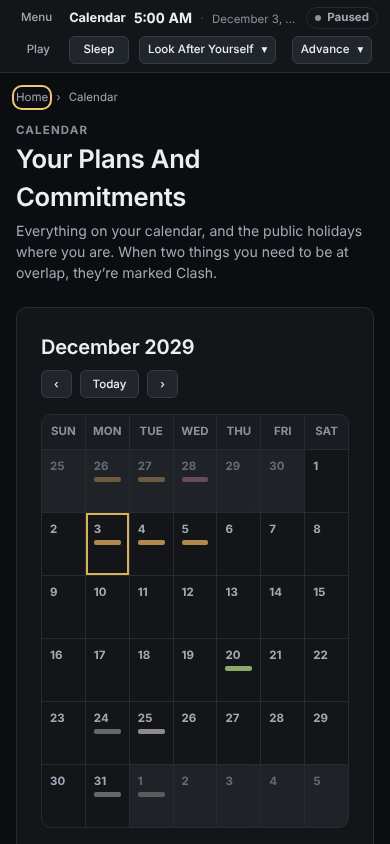 Menu Calendar 5:00 AM · December 3, ... Paused
Play Sleep Look After Yourself ▾ Advance ▾
Home › Calendar
CALENDAR
Your Plans And
Commitments
Everything on your calendar, and the public holidays
where you are. When two things you need to be at
overlap, they’re marked Clash.
December 2029
‹ Today ›
SUN MON TUE WED THU FRI SAT
25 26 27 28 29 30 1
2 3 4 5 6 7 8
9 10 11 12 13 14 15
16 17 18 19 20 21 22
23 24 25 26 27 28 29
30 31 1 2 3 4 5